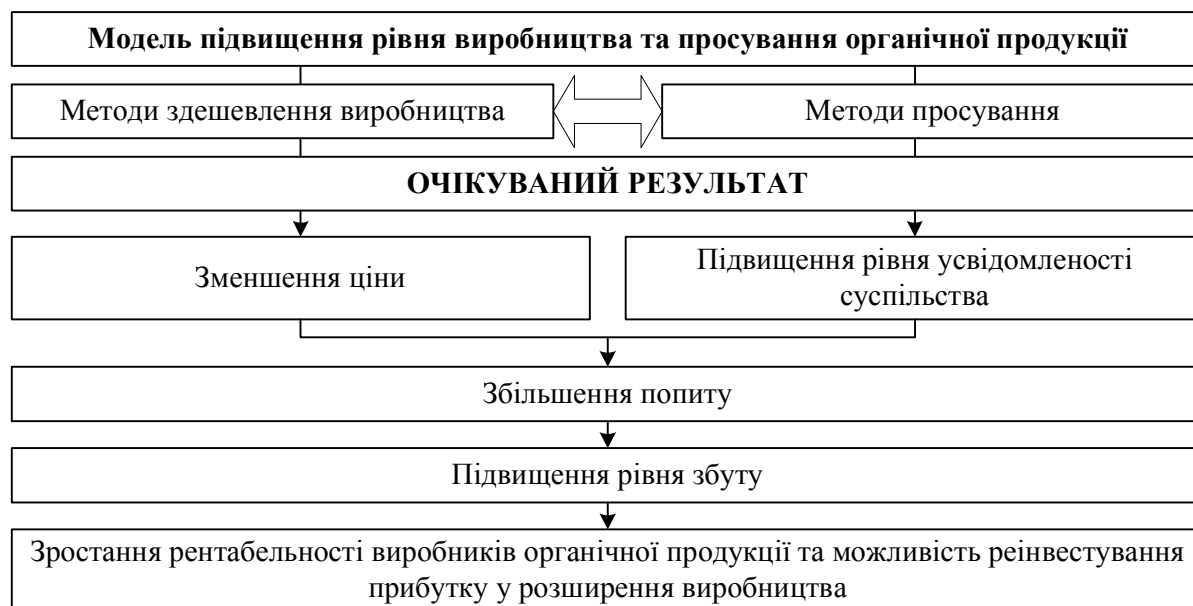 Модель підвищення рівня виробництва та просування органічної продукції
Методи здешевлення виробництва
Методи просування
ОЧІКУВАНИЙ РЕЗУЛЬТАТ
Зменшення ціни
Підвищення рівня усвідомленості
суспільства
Збільшення попиту
Підвищення рівня збуту
Зростання рентабельності виробників органічної продукції та можливість реінвестування
прибутку у розширення виробництва